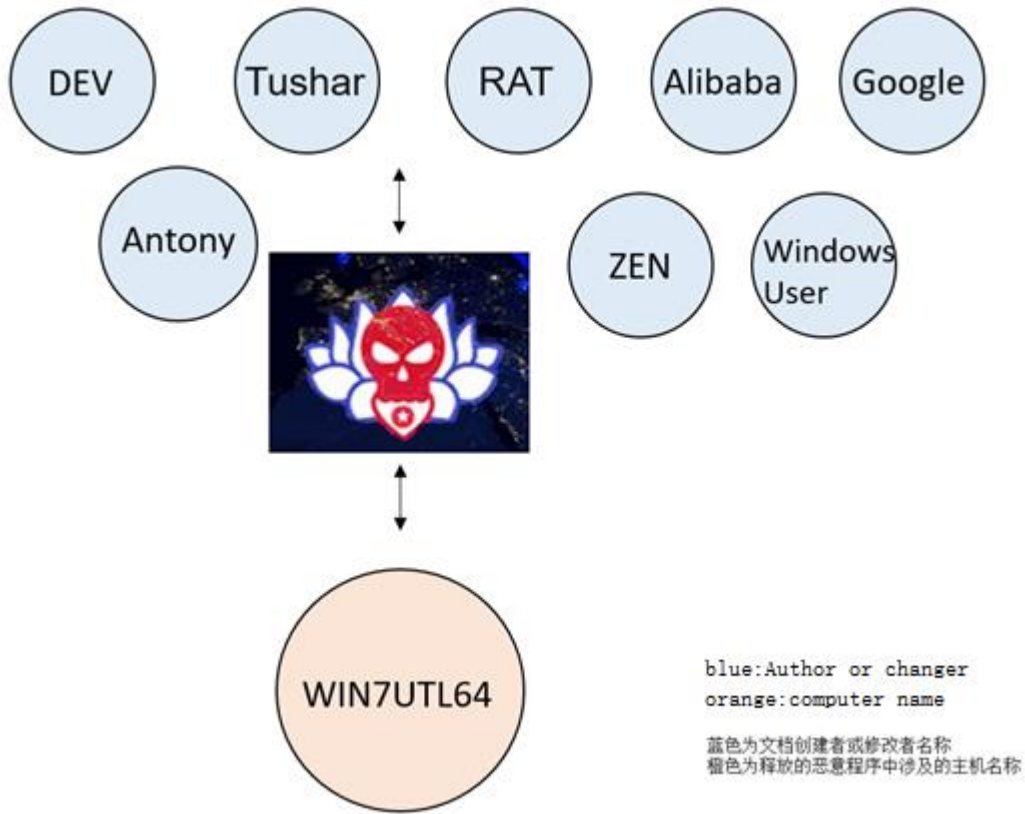 DEV
Tushar
RAT
Alibaba
Google
Antony
ZEN
Windows
User
WIN7UTL64
blue:Author or changer
orange:computer name
蓝色为文档创建者或修改者名称
橙色为释放的恶意程序中涉及的主机名称